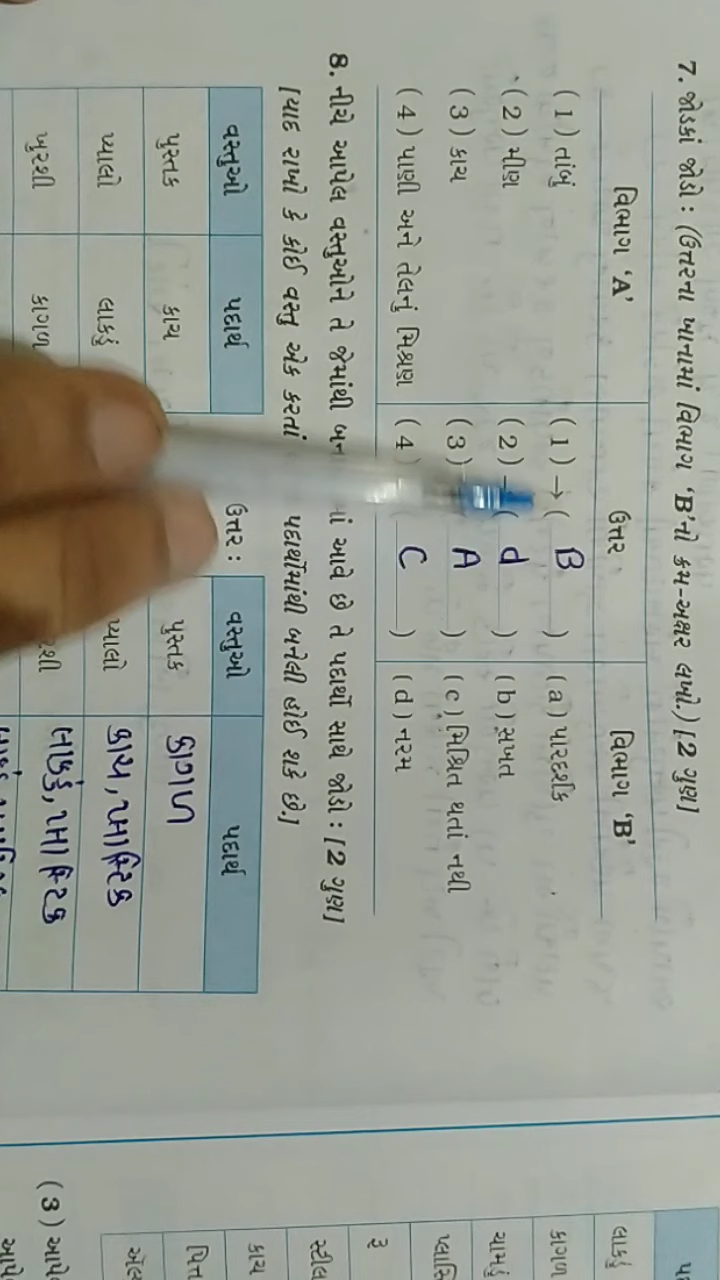 7. જોડકાં જોડો : (ઉત્તરના ખાનામાં વિભાગ 'B'નો ક્રમ-અક્ષર લખો.) [2 ગુણ]
વિભાગ 'A' ઉત્તર વિભાગ 'B'
(1) તાંબું (1) → ( B ) (a) પારદર્શક
(2) મીણ (2) → ( d ) (b) સખત
(3) કાચ (3) A ) (c) મિશ્રિત થતાં નથી
(4) પાણી અને તેલનું મિશ્રણ (4) C ) (d) નરમ
8. નીચે આપેલ વસ્તુઓને તે જેમાંથી આવે છે તે પદાર્થો સાથે જોડો : [2 ગુણ]
[યાદ રાખો કે કોઈ વસ્તુ એક કરતાં પદાર્થોમાંથી બનેલી હોઈ શકે છે.]
વસ્તુઓ પદાર્થ ઉત્તર : વસ્તુઓ પદાર્થ
પુસ્તક કાચ પુસ્તક કાગળ
પ્યાલો લાકડું પ્યાલો કાચ, પ્લાસ્ટિક
ખુરશી કાગળ લાકડું, પ્લાસ્ટિક
લાકડું
કાગળ
ચામડું
પ્લાસ્ટિ
રૂ
સ્ટીલ
કાચ
પિત્ત
ઍલ્
(3) આપે